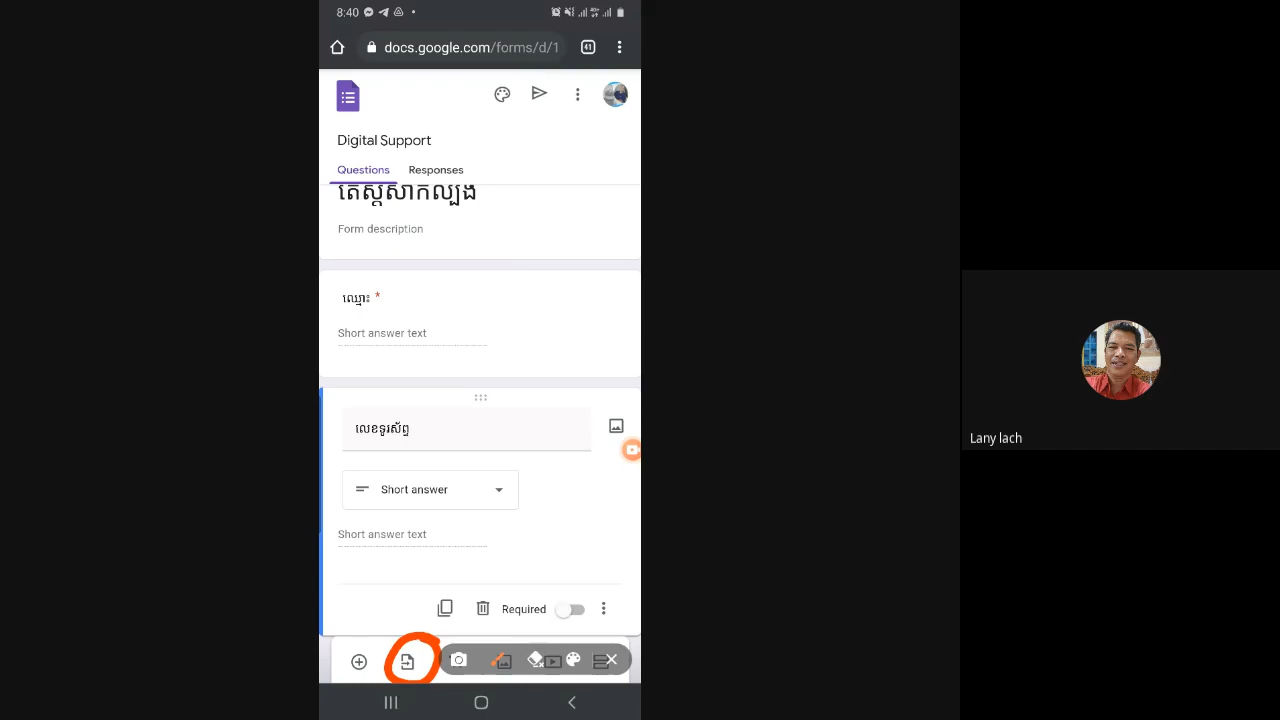 8:40
docs.google.com/forms/d/1
41
Digital Support
Questions
Responses
តេស្តសាកល្បង
Form description
ឈ្មោះ *
Short answer text
លេខទូរស័ព្ទ
Short answer
Short answer text
Required
Lany lach